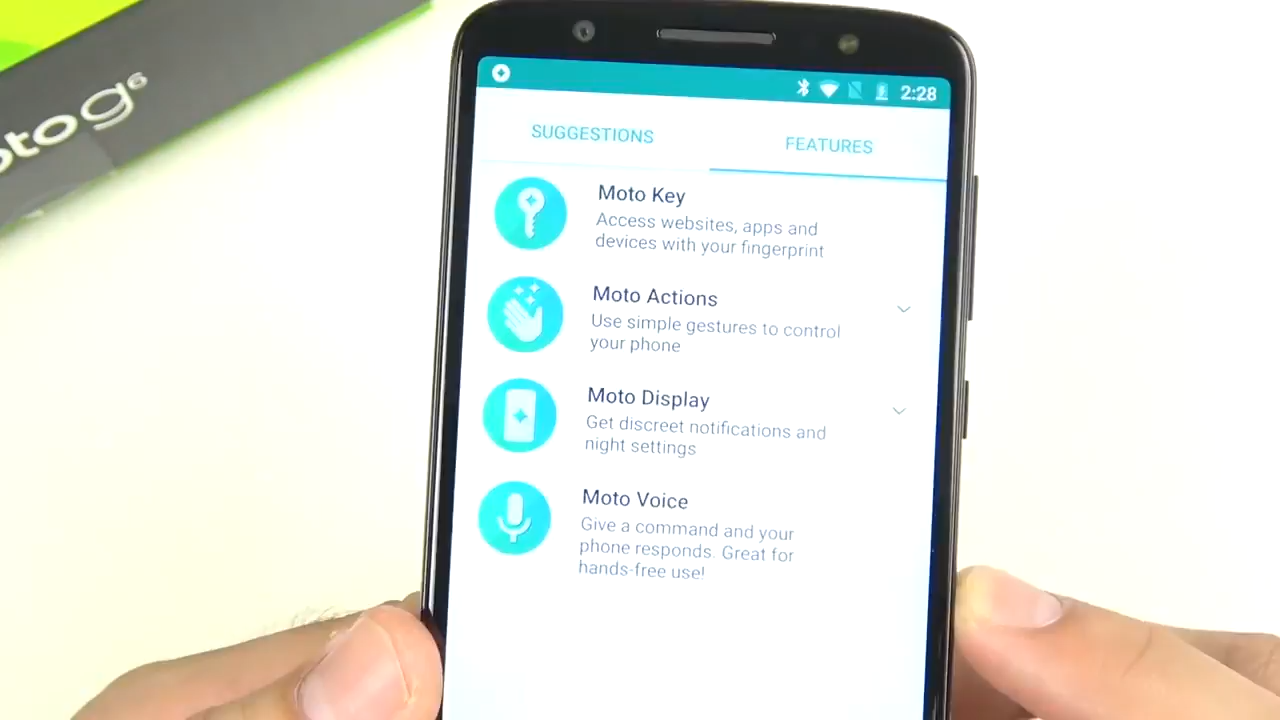 moto g6
2:28
SUGGESTIONS
FEATURES
Moto Key
Access websites, apps and
devices with your fingerprint
Moto Actions
Use simple gestures to control
your phone
Moto Display
Get discreet notifications and
night settings
Moto Voice
Give a command and your
phone responds. Great for
hands-free use!